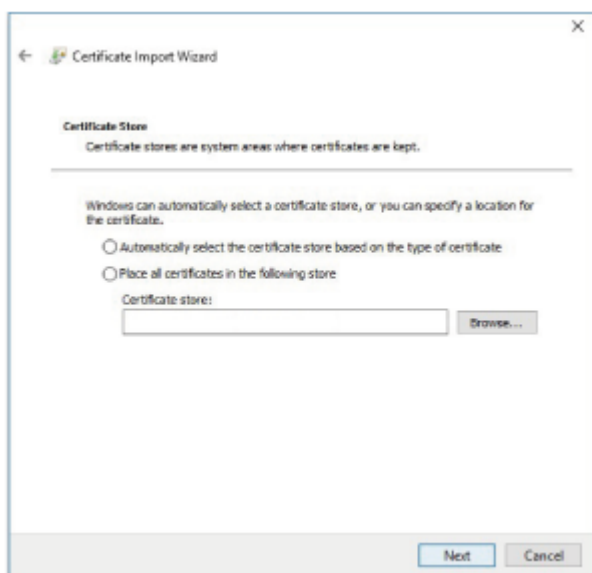 Certificate Import Wizard
Certificate Store
Certificate stores are system areas where certificates are kept.
Windows can automatically select a certificate store, or you can specify a location for
the certificate.
Automatically select the certificate store based on the type of certificate
Place all certificates in the following store
Certificate store:
Browse...
Next
Cancel